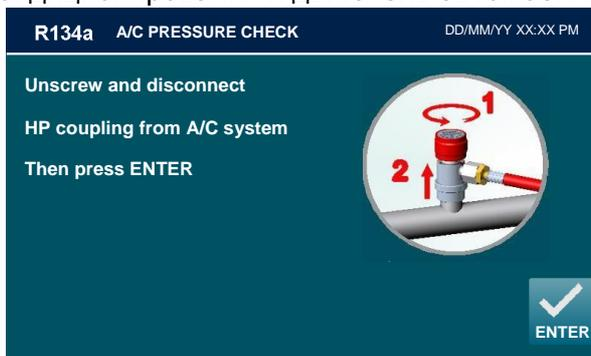 R134a A/C PRESSURE CHECK DD/MM/YY XX:XX PM
Unscrew and disconnect
HP coupling from A/C system
Then press ENTER
1
2
ENTER